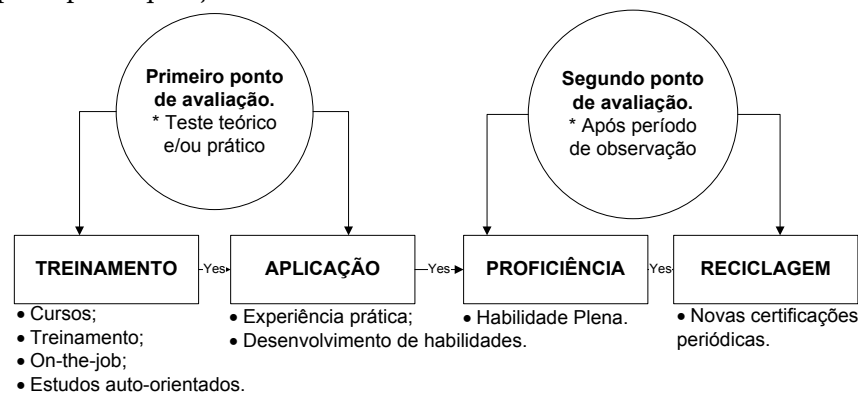 Primeiro ponto
de avaliação.
* Teste teórico
e/ou prático
Segundo ponto
de avaliação.
* Após período
de observação
TREINAMENTO
Yes
APLICAÇÃO
Yes
PROFICIÊNCIA
Yes
RECICLAGEM
• Cursos;
• Treinamento;
• On-the-job;
• Estudos auto-orientados.
• Experiência prática;
• Desenvolvimento de habilidades.
• Habilidade Plena.
• Novas certificações
periódicas.